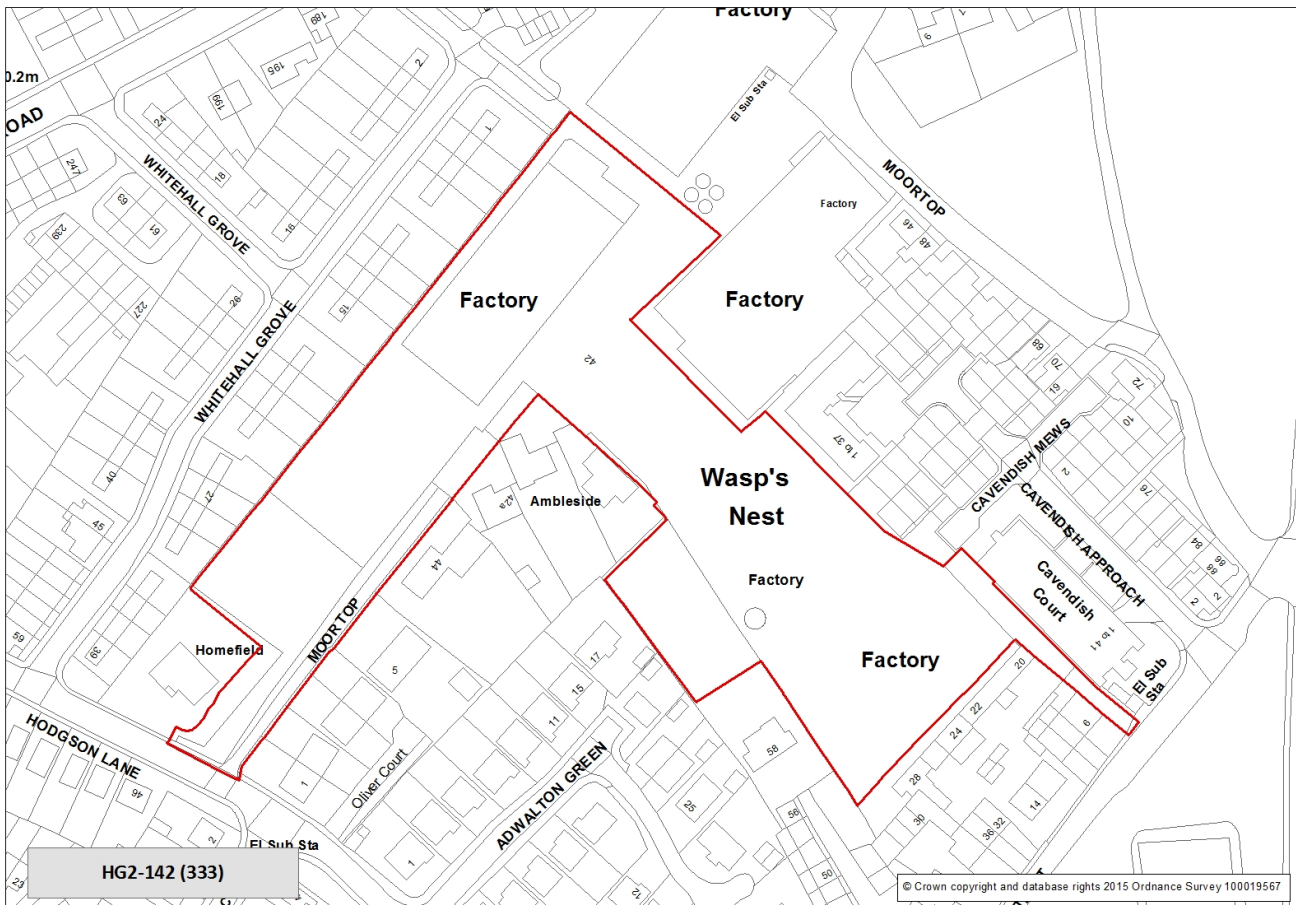 Factory
189
195
2
0.2m
199
El Sub Sta
6
1
ROAD
24
1
247
WHITEHALL GROVE
18
MOORTOP
63
Factory
61
239
16
46
48
Factory
Factory
26
227
15
68
42
70
72
WHITEHALL GROVE
19
10
1 to 37
CAVENDISH MEWS
2
40
Wasp's
Nest
27
42a
Ambleside
76
CAVENDISH APPROACH
45
84
86
88
44
Factory
Cavendish
Court
2
2
59
MOORTOP
39
Homefield
1 to 41
17
Factory
20
El Sub
Sta
5
15
22
6
11
24
HODGSON LANE
58
1
Oliver Court
28
46
ADWALTON GREEN
25
14
30
36 32
56
2
El Sub Sta
1
50
23
12
HG2-142 (333)
© Crown copyright and database rights 2015 Ordnance Survey 100019567